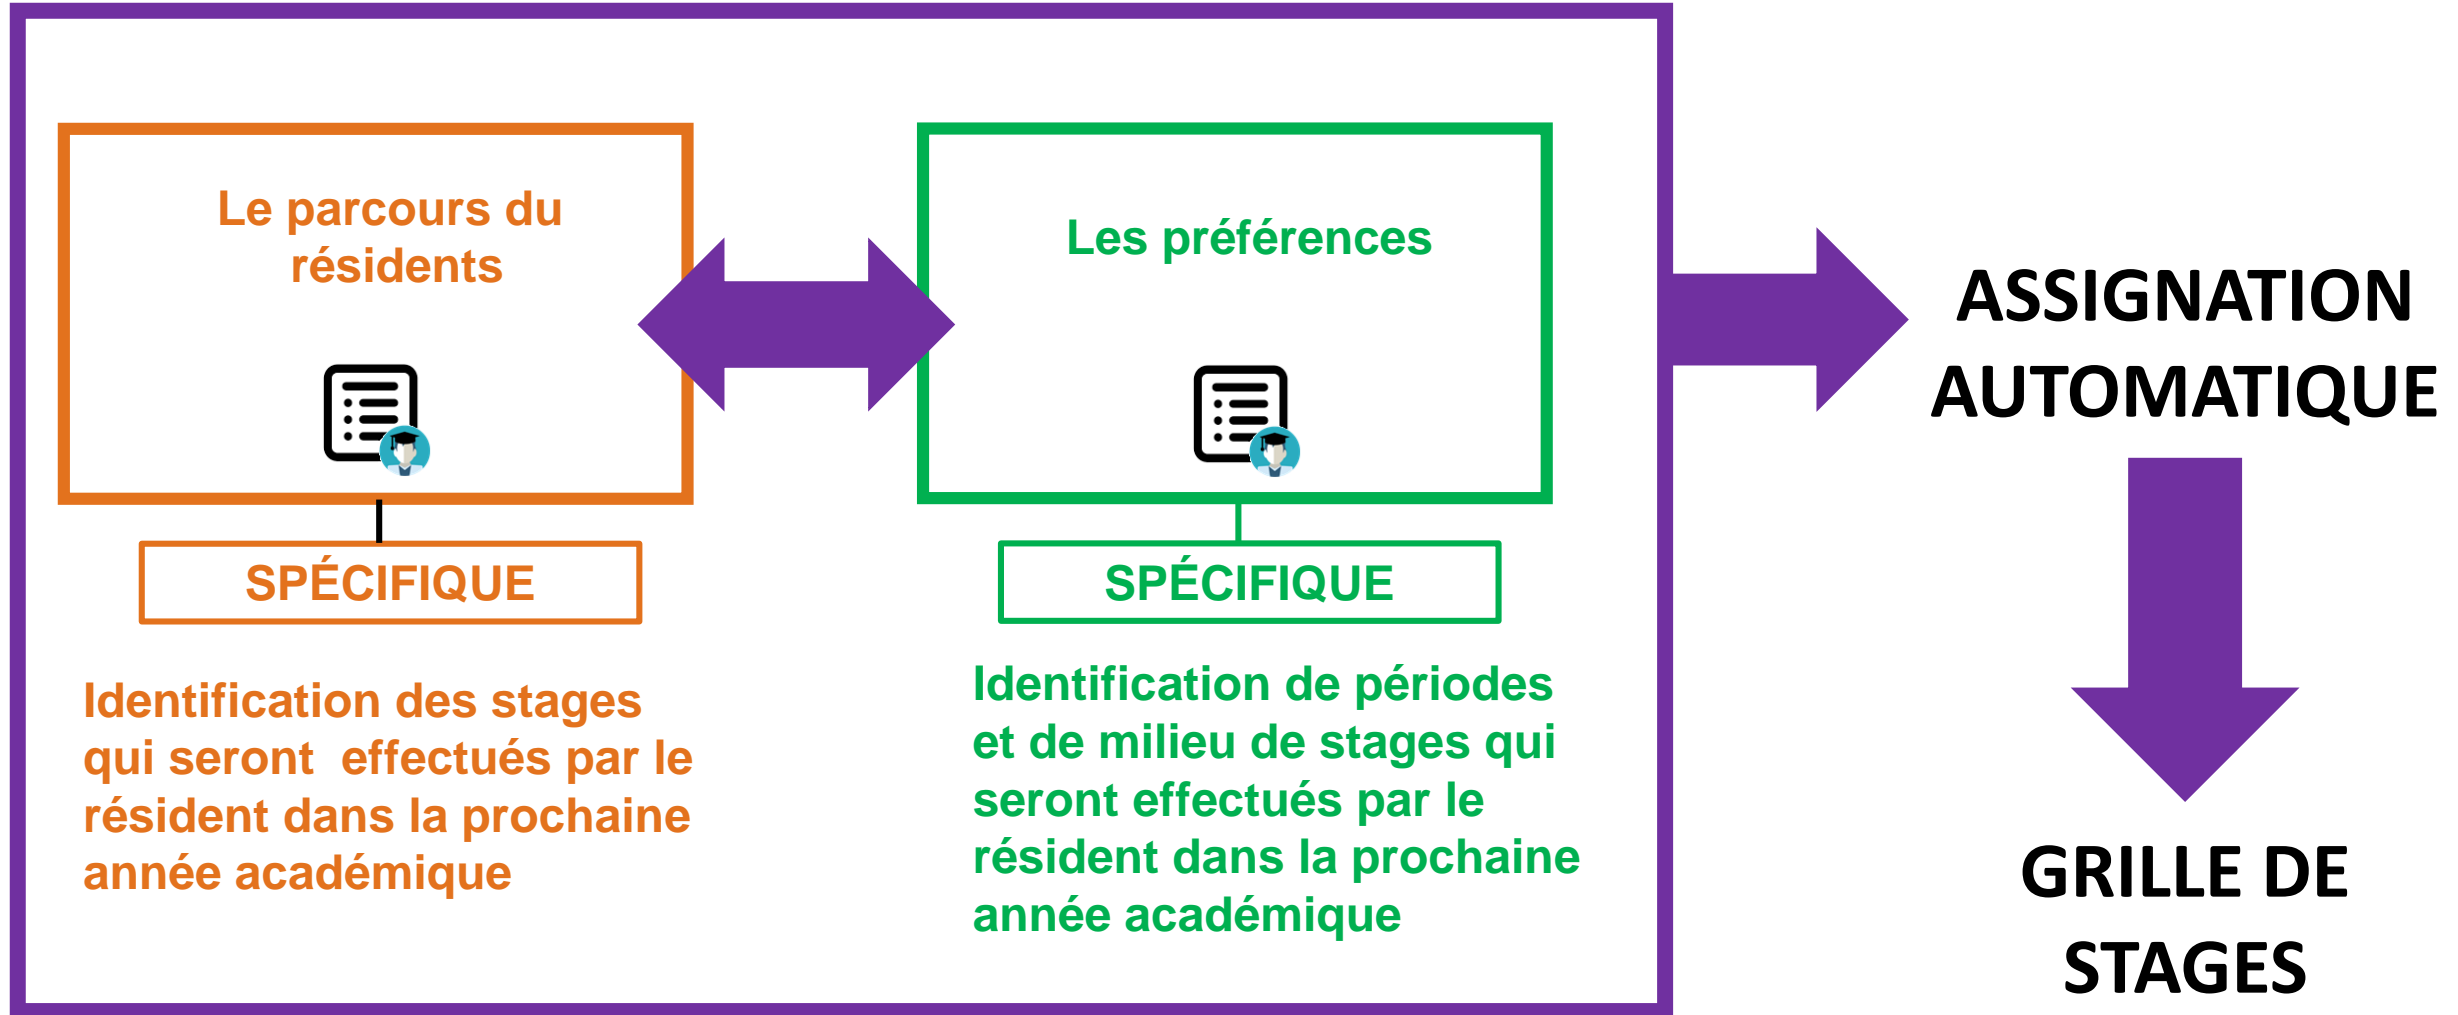 Le parcours du
résidents
SPÉCIFIQUE
Identification des stages
qui seront  effectués par le
résident dans la prochaine
année académique
Les préférences
SPÉCIFIQUE
Identification de périodes
et de milieu de stages qui
seront effectués par le
résident dans la prochaine
année académique
ASSIGNATION
AUTOMATIQUE
GRILLE DE
STAGES